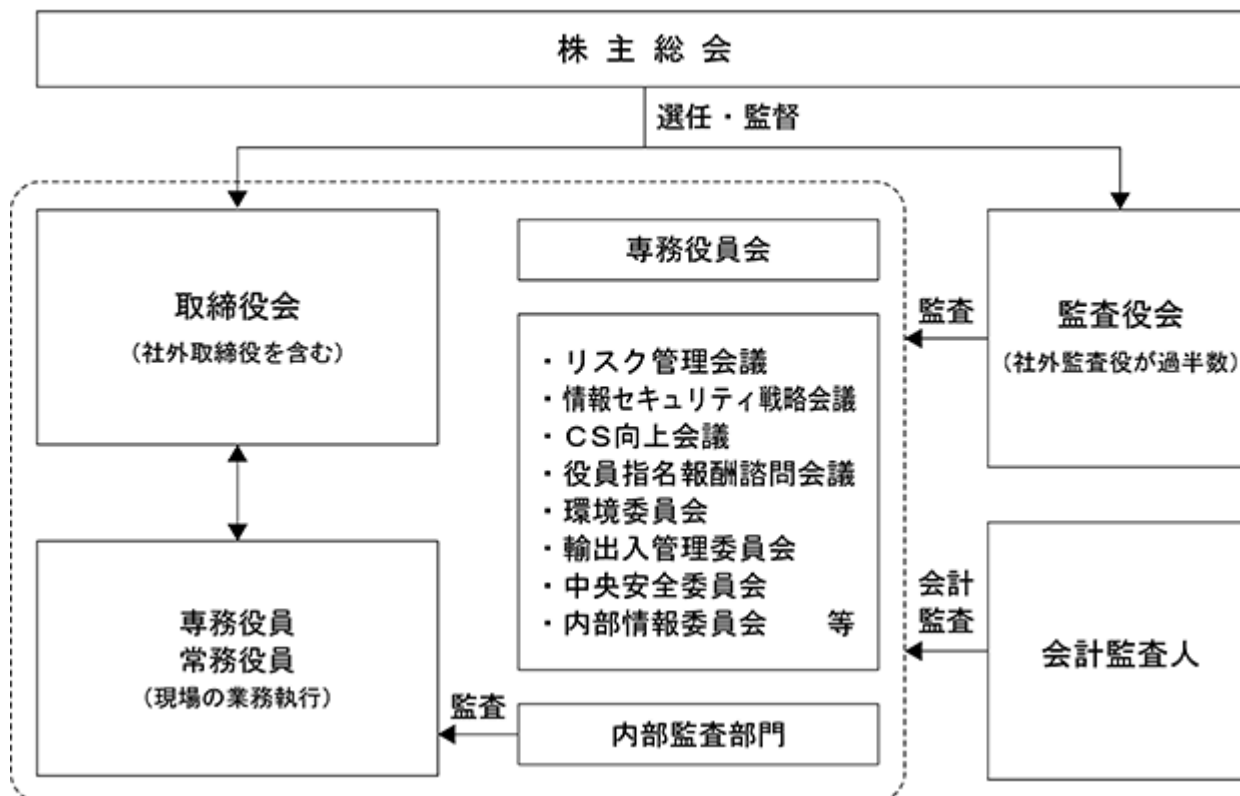 株主総会
選任・監督
取締役会
（社外取締役を含む）
専務役員
常務役員
（現場の業務執行）
専務役員会
・リスク管理会議
・情報セキュリティ戦略会議
・ＣＳ向上会議
・役員指名報酬諮問会議
・環境委員会
・輸出入管理委員会
・中央安全委員会
・内部情報委員会　等
監査
内部監査部門
監査
監査役会
（社外監査役が過半数）
会計
監査
会計監査人